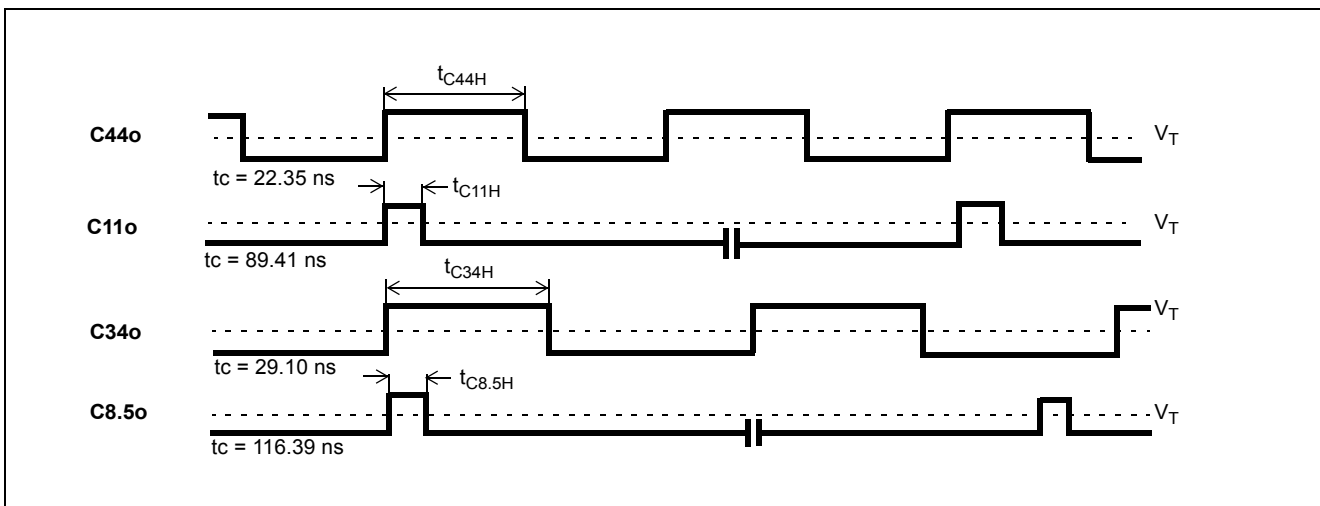 tC44H
C44o
VT
tc = 22.35 ns
tC11H
C11o
VT
tc = 89.41 ns
tC34H
C34o
VT
tc = 29.10 ns
tC8.5H
C8.5o
VT
tc = 116.39 ns